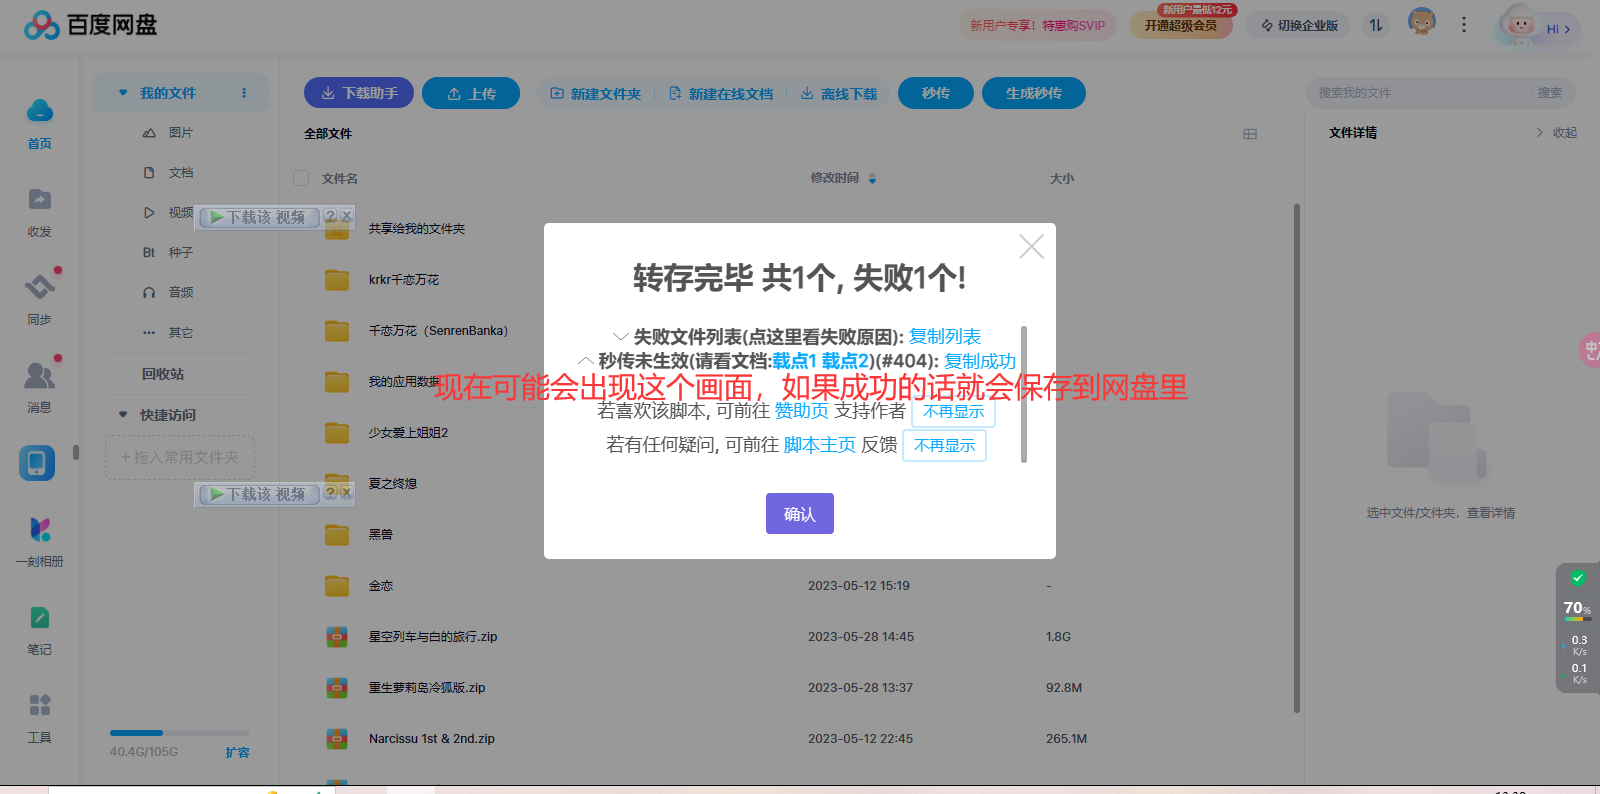 百度网盘
新用户专享！特惠购SVIP
新用户最低12元
开通超级会员
切换企业版
Hi >
首页
收发
同步
消息
一刻相册
笔记
工具
我的文件
图片
文档
视频
Bt 种子
音频
其它
回收站
快捷访问
+ 拖入常用文件夹
40.4G/105G 扩容
下载该 视频 ? X
下载该 视频 ? X
下载助手 上传 新建文件夹 新建在线文档 离线下载 秒传 生成秒传
搜索我的文件 搜索
全部文件
文件详情 收起
文件名 修改时间 大小
共享给我的文件夹
krkr千恋万花
千恋万花（SenrenBanka）
我的应用数据
少女爱上姐姐2
夏之终熄
黑兽
金恋 2023-05-12 15:19 -
星空列车与白的旅行.zip 2023-05-28 14:45 1.8G
重生萝莉岛冷狐版.zip 2023-05-28 13:37 92.8M
Narcissu 1st & 2nd.zip 2023-05-12 22:45 265.1M
转存完毕 共1个, 失败1个!
失败文件列表(点这里看失败原因): 复制列表
秒传未生效(请看文档:载点1 载点2)(#404): 复制成功
现在可能会出现这个画面，如果成功的话就会保存到网盘里
若喜欢该脚本, 可前往 赞助页 支持作者 不再显示
若有任何疑问, 可前往 脚本主页 反馈 不再显示
确认
选中文件/文件夹，查看详情
70%
0.3
K/s
0.1
K/s